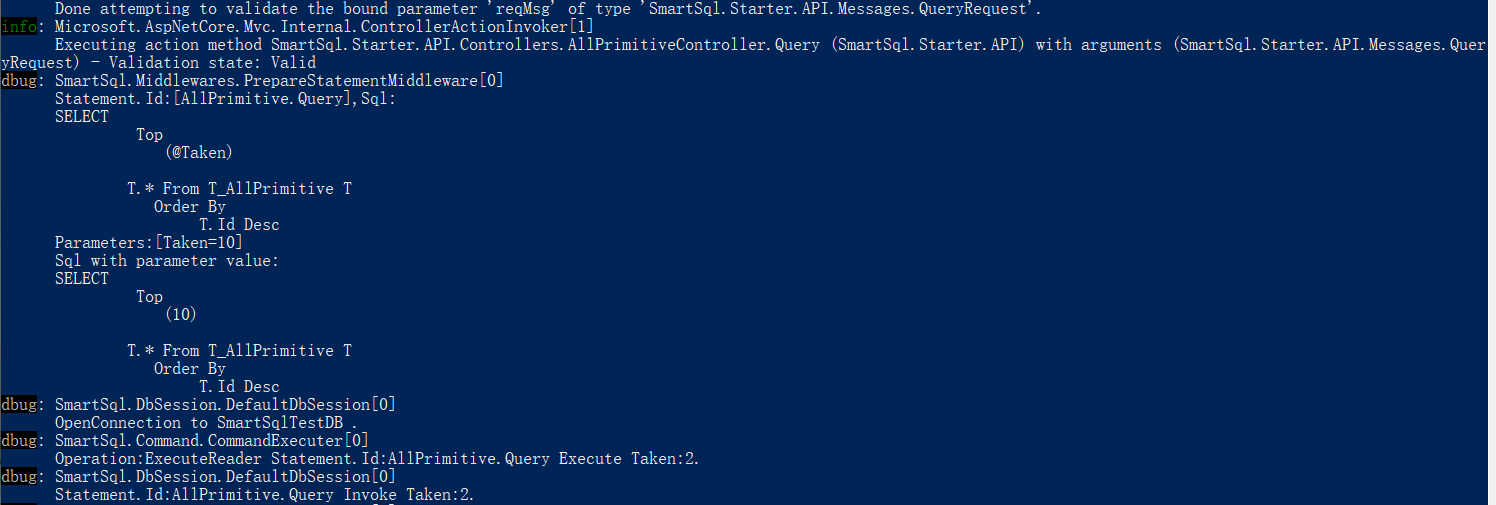 Done attempting to validate the bound parameter 'reqMsg' of type 'SmartSql.Starter.API.Messages.QueryRequest'.
info: Microsoft.AspNetCore.Mvc.Internal.ControllerActionInvoker[1]
Executing action method SmartSql.Starter.API.Controllers.AllPrimitiveController.Query (SmartSql.Starter.API) with arguments (SmartSql.Starter.API.Messages.Quer
yRequest) - Validation state: Valid
dbug: SmartSql.Middlewares.PrepareStatementMiddleware[0]
Statement.Id:[AllPrimitive.Query],Sql:
SELECT
Top
(@Taken)
T.* From T_AllPrimitive T
Order By
T.Id Desc
Parameters:[Taken=10]
Sql with parameter value:
SELECT
Top
(10)
T.* From T_AllPrimitive T
Order By
T.Id Desc
dbug: SmartSql.DbSession.DefaultDbSession[0]
OpenConnection to SmartSqlTestDB .
dbug: SmartSql.Command.CommandExecuter[0]
Operation:ExecuteReader Statement.Id:AllPrimitive.Query Execute Taken:2.
dbug: SmartSql.DbSession.DefaultDbSession[0]
Statement.Id:AllPrimitive.Query Invoke Taken:2.